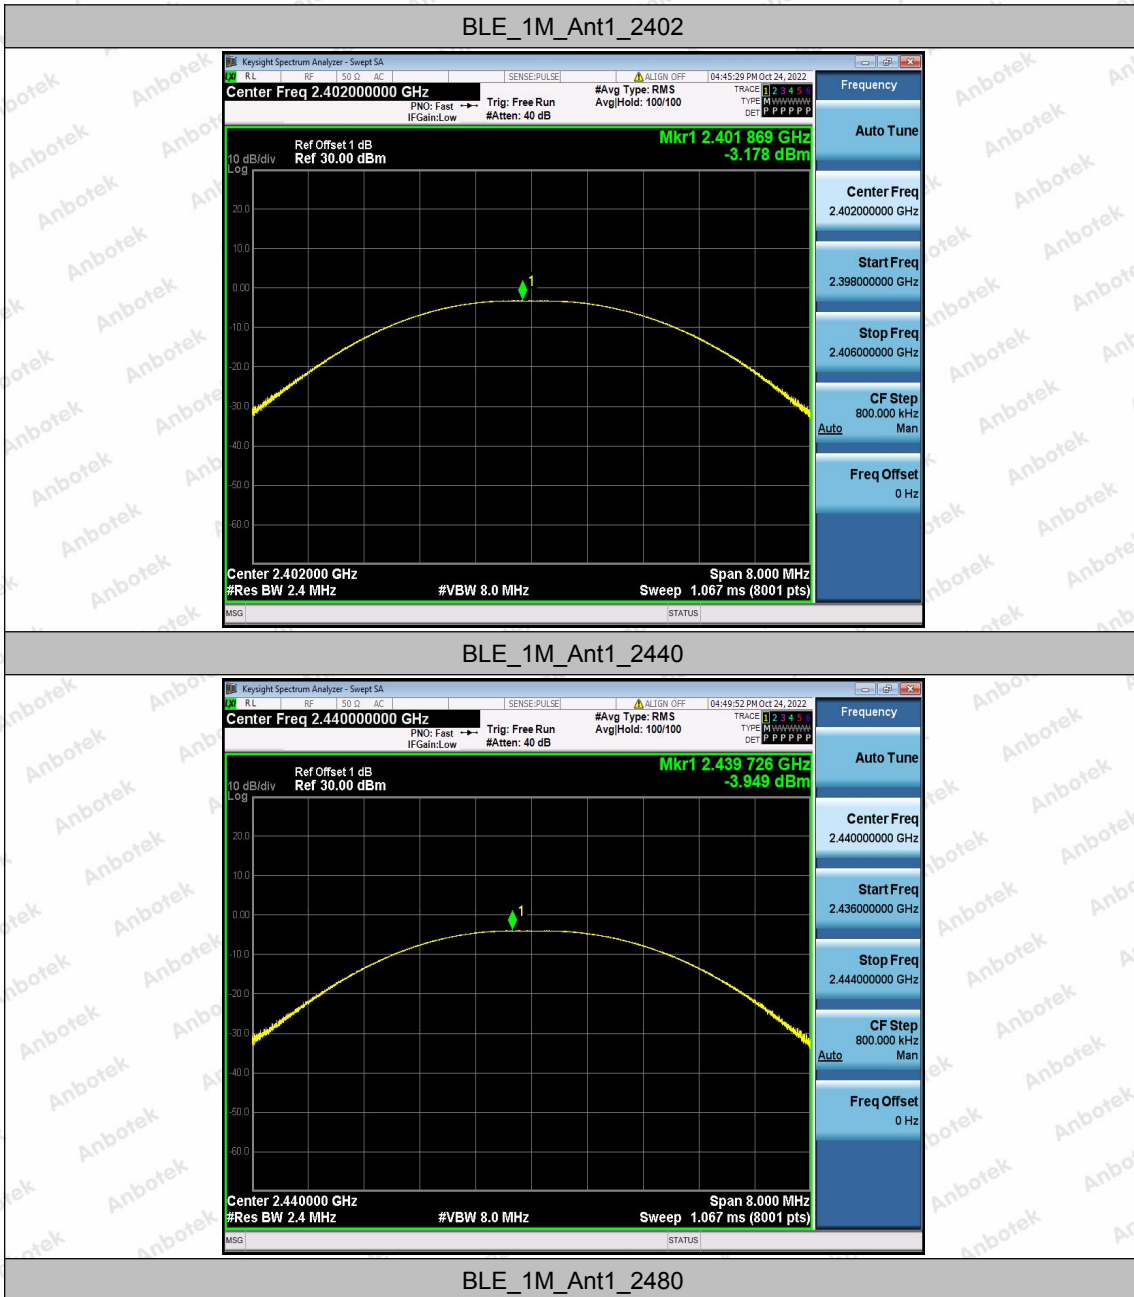 BLE_1M_Ant1_2402
Keysight Spectrum Analyzer - Swept SA
LXI RL RF 50 Ω AC SENSE:PULSE ALIGN OFF 04:45:29 PM Oct 24, 2022
Center Freq 2.402000000 GHz
PNO: Fast
IFGain:Low
Trig: Free Run
#Atten: 40 dB
#Avg Type: RMS
Avg|Hold: 100/100
TRACE 1 2 3 4 5 6
TYPE M W W W W W
DET P P P P P P
Frequency
Auto Tune
Center Freq
2.402000000 GHz
Start Freq
2.398000000 GHz
Stop Freq
2.406000000 GHz
CF Step
800.000 kHz
Auto Man
Freq Offset
0 Hz
Mkr1 2.401 869 GHz
-3.178 dBm
Ref Offset 1 dB
10 dB/div Ref 30.00 dBm
Log
20.0
10.0
0.00
-10.0
-20.0
-30.0
-40.0
-50.0
-60.0
1
Center 2.402000 GHz Span 8.000 MHz
#Res BW 2.4 MHz #VBW 8.0 MHz Sweep 1.067 ms (8001 pts)
MSG STATUS
BLE_1M_Ant1_2440
Keysight Spectrum Analyzer - Swept SA
LXI RL RF 50 Ω AC SENSE:PULSE ALIGN OFF 04:49:52 PM Oct 24, 2022
Center Freq 2.440000000 GHz
PNO: Fast
IFGain:Low
Trig: Free Run
#Atten: 40 dB
#Avg Type: RMS
Avg|Hold: 100/100
TRACE 1 2 3 4 5 6
TYPE M W W W W W
DET P P P P P P
Frequency
Auto Tune
Center Freq
2.440000000 GHz
Start Freq
2.436000000 GHz
Stop Freq
2.444000000 GHz
CF Step
800.000 kHz
Auto Man
Freq Offset
0 Hz
Mkr1 2.439 726 GHz
-3.949 dBm
Ref Offset 1 dB
10 dB/div Ref 30.00 dBm
Log
20.0
10.0
0.00
-10.0
-20.0
-30.0
-40.0
-50.0
-60.0
1
Center 2.440000 GHz Span 8.000 MHz
#Res BW 2.4 MHz #VBW 8.0 MHz Sweep 1.067 ms (8001 pts)
MSG STATUS
BLE_1M_Ant1_2480
Anbotek